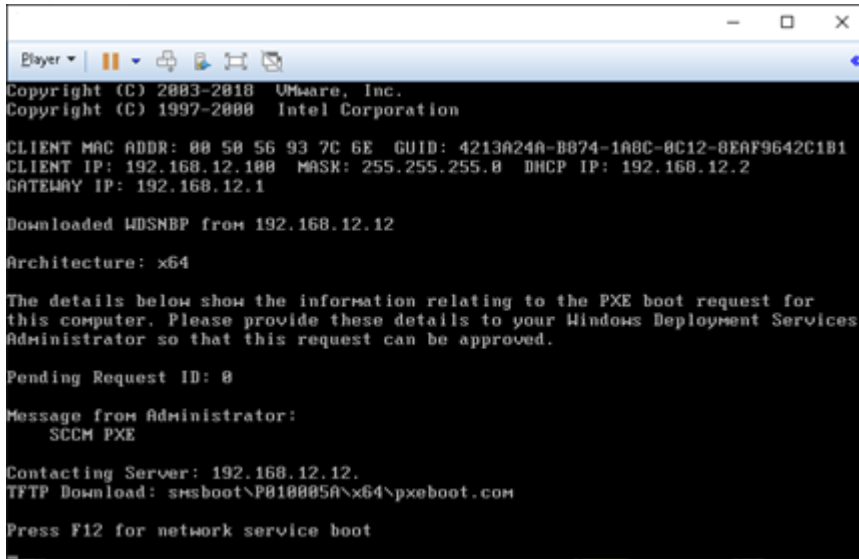 Player
Copyright (C) 2003-2018  VMware, Inc.
Copyright (C) 1997-2000  Intel Corporation
CLIENT MAC ADDR: 00 50 56 93 7C 6E  GUID: 4213A24A-B874-1A8C-0C12-8EAF9642C1B1
CLIENT IP: 192.168.12.100  MASK: 255.255.255.0  DHCP IP: 192.168.12.2
GATEWAY IP: 192.168.12.1
Downloaded WDSNBP from 192.168.12.12
Architecture: x64
The details below show the information relating to the PXE boot request for
this computer. Please provide these details to your Windows Deployment Services
Administrator so that this request can be approved.
Pending Request ID: 0
Message from Administrator:
SCCM PXE
Contacting Server: 192.168.12.12.
TFTP Download: smsboot\P010005A\x64\pxeboot.com
Press F12 for network service boot